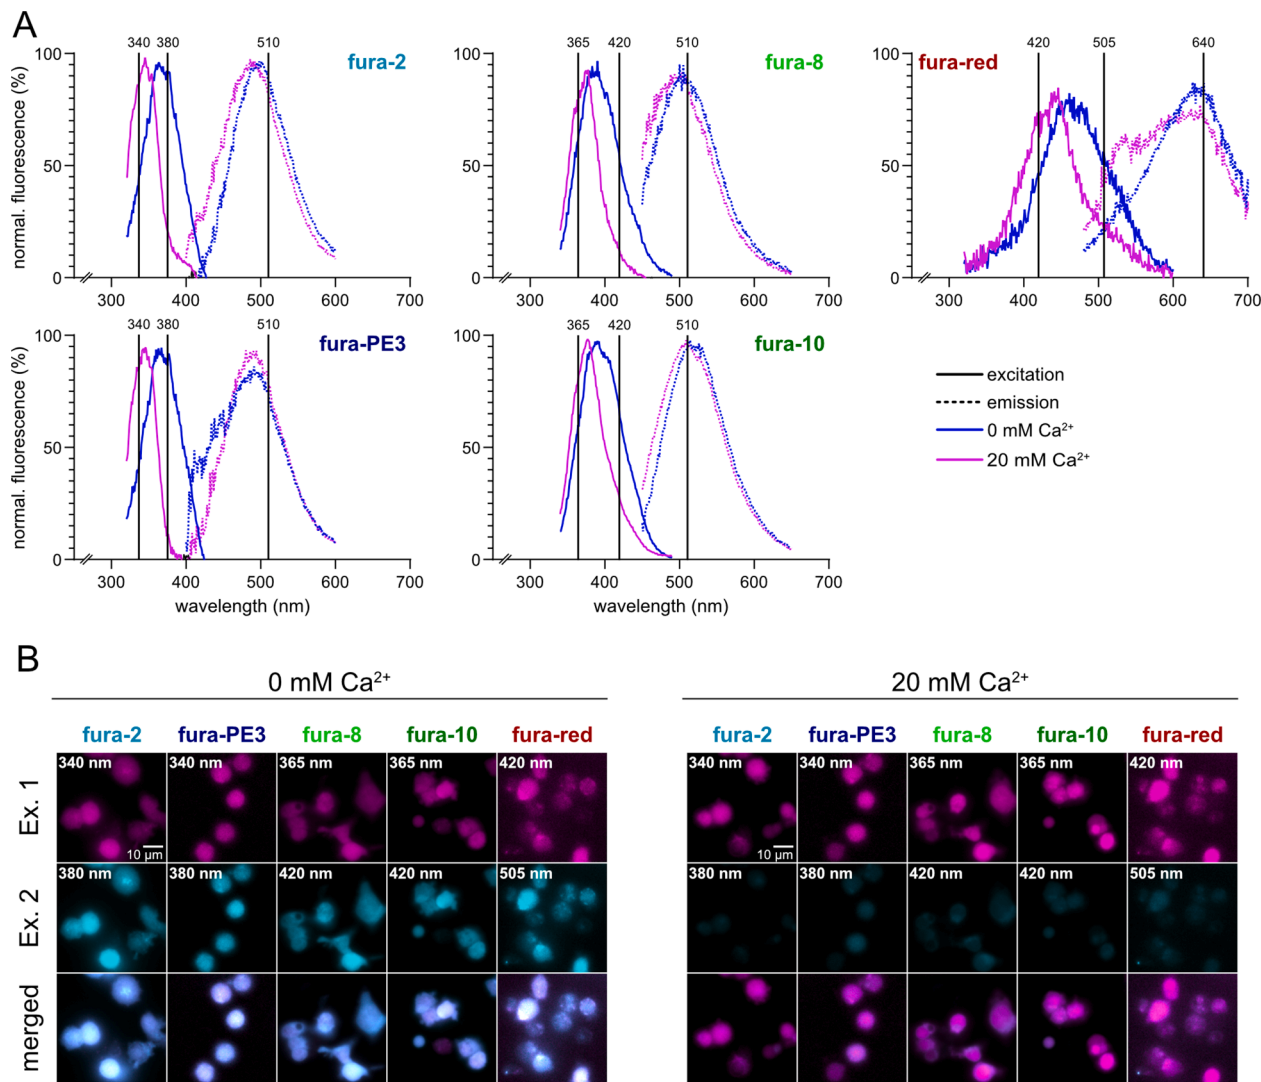 A
340 380 510
fura-2
100
50
0
normal. fluorescence (%)
300 400 500 600 700
365 420 510
fura-8
100
50
0
300 400 500 600 700
420 505 640
fura-red
100
50
0
300 400 500 600 700
340 380 510
fura-PE3
100
50
0
normal. fluorescence (%)
300 400 500 600 700
wavelength (nm)
365 420 510
fura-10
100
50
0
300 400 500 600 700
wavelength (nm)
excitation
emission
0 mM Ca²⁺
20 mM Ca²⁺
B
0 mM Ca²⁺
20 mM Ca²⁺
fura-2 fura-PE3 fura-8 fura-10 fura-red
fura-2 fura-PE3 fura-8 fura-10 fura-red
Ex. 1
340 nm 340 nm 365 nm 365 nm 420 nm
10 µm
340 nm 340 nm 365 nm 365 nm 420 nm
10 µm
Ex. 2
380 nm 380 nm 420 nm 420 nm 505 nm
380 nm 380 nm 420 nm 420 nm 505 nm
merged